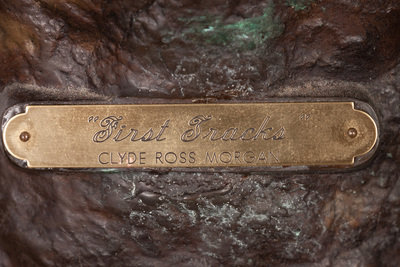 "First Tracks"
CLYDE ROSS MORGAN